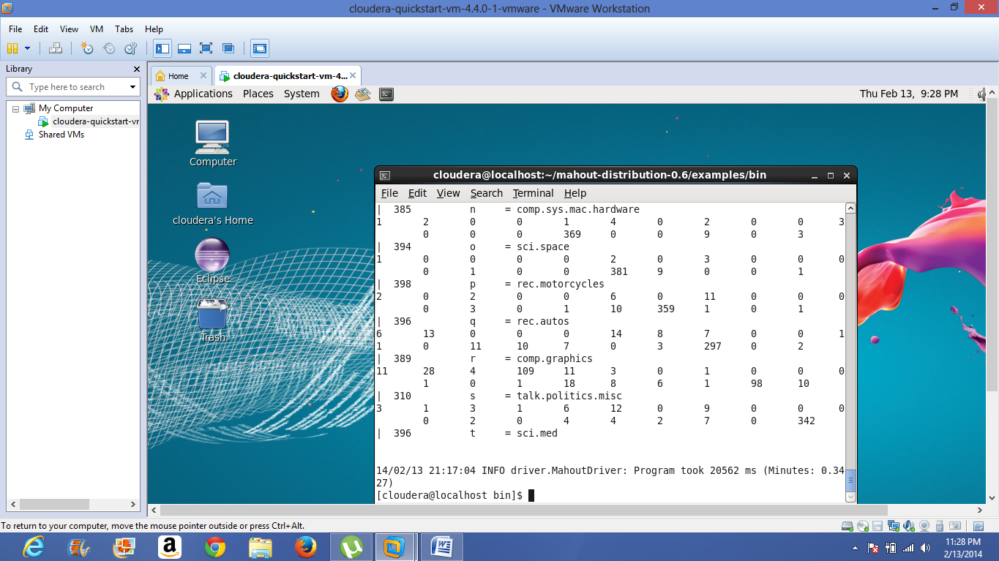 cloudera-quickstart-vm-4.4.0-1-vmware - VMware Workstation
File Edit View VM Tabs Help
Library
Type here to search
My Computer
cloudera-quickstart-vr
Shared VMs
Home
cloudera-quickstart-vm-4...
Applications Places System
Thu Feb 13, 9:28 PM
Computer
cloudera's Home
Eclipse
Trash
cloudera@localhost:~/mahout-distribution-0.6/examples/bin
File Edit View Search Terminal Help
| 385 n = comp.sys.mac.hardware
1 2 0 0 1 4 0 2 0 0 3
0 0 0 369 0 0 9 0 3
| 394 o = sci.space
1 0 0 0 0 2 0 3 0 0 0
0 1 0 0 381 9 0 0 1
| 398 p = rec.motorcycles
2 0 2 0 0 6 0 11 0 0 0
0 3 0 1 10 359 1 0 1
| 396 q = rec.autos
6 13 0 0 0 14 8 7 0 0 1
1 0 11 10 7 0 3 297 0 2
| 389 r = comp.graphics
11 28 4 109 11 3 0 1 0 0 0
1 0 1 18 8 6 1 98 10
| 310 s = talk.politics.misc
3 1 3 1 6 12 0 9 0 0 0
0 2 0 4 4 2 7 0 342
| 396 t = sci.med
14/02/13 21:17:04 INFO driver.MahoutDriver: Program took 20562 ms (Minutes: 0.34
27)
[cloudera@localhost bin]$
To return to your computer, move the mouse pointer outside or press Ctrl+Alt.
11:28 PM
2/13/2014